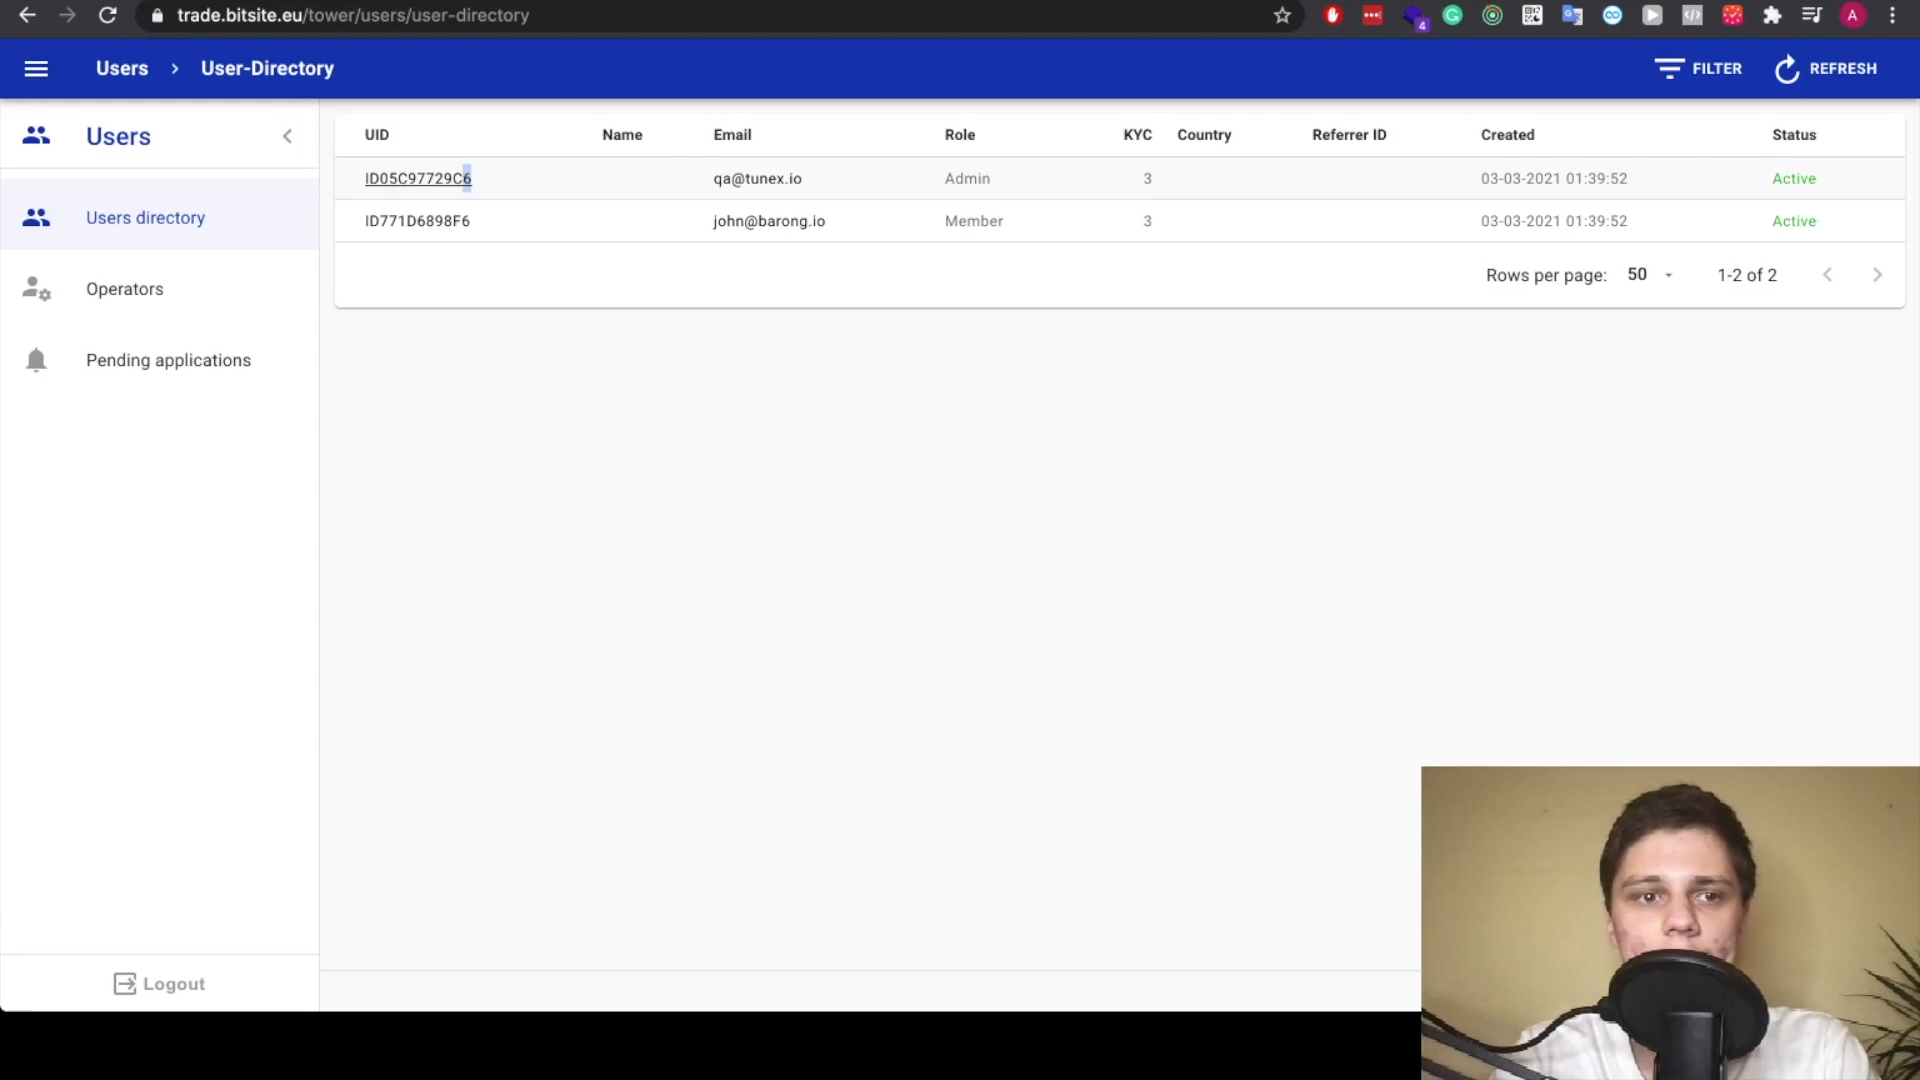 trade.bitsite.eu/tower/users/user-directory
4
A
Users > User-Directory
FILTER
REFRESH
Users
Users directory
Operators
Pending applications
Logout
UID Name Email Role KYC Country Referrer ID Created Status
ID05C97729C6 qa@tunex.io Admin 3 03-03-2021 01:39:52 Active
ID771D6898F6 john@barong.io Member 3 03-03-2021 01:39:52 Active
Rows per page: 50 1-2 of 2